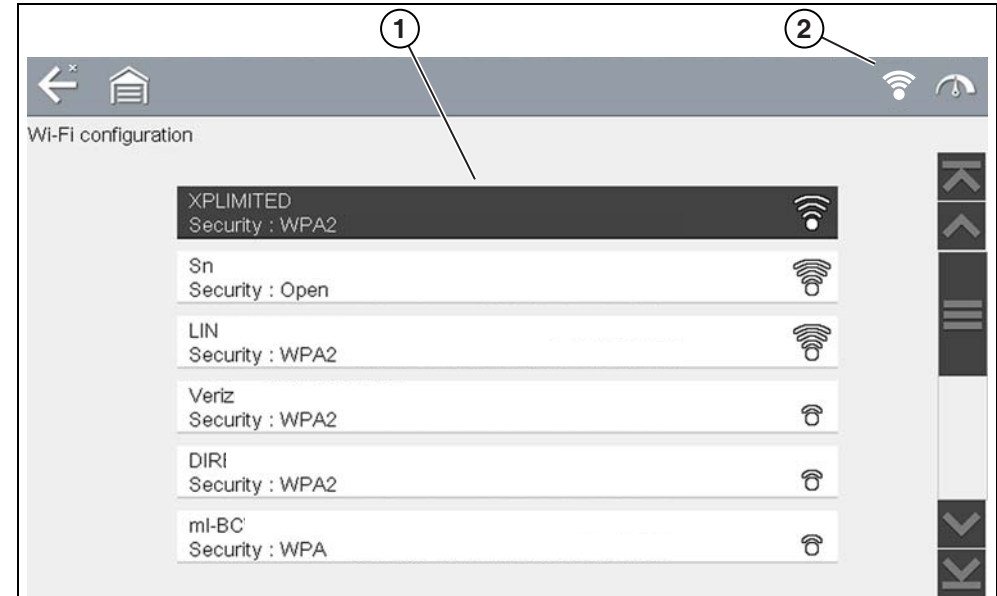 1
2
Wi-Fi configuration
XPLIMITED
Security : WPA2
Sn
Security : Open
LIN
Security : WPA2
Veriz
Security : WPA2
DIRE
Security : WPA2
ml-BC
Security : WPA